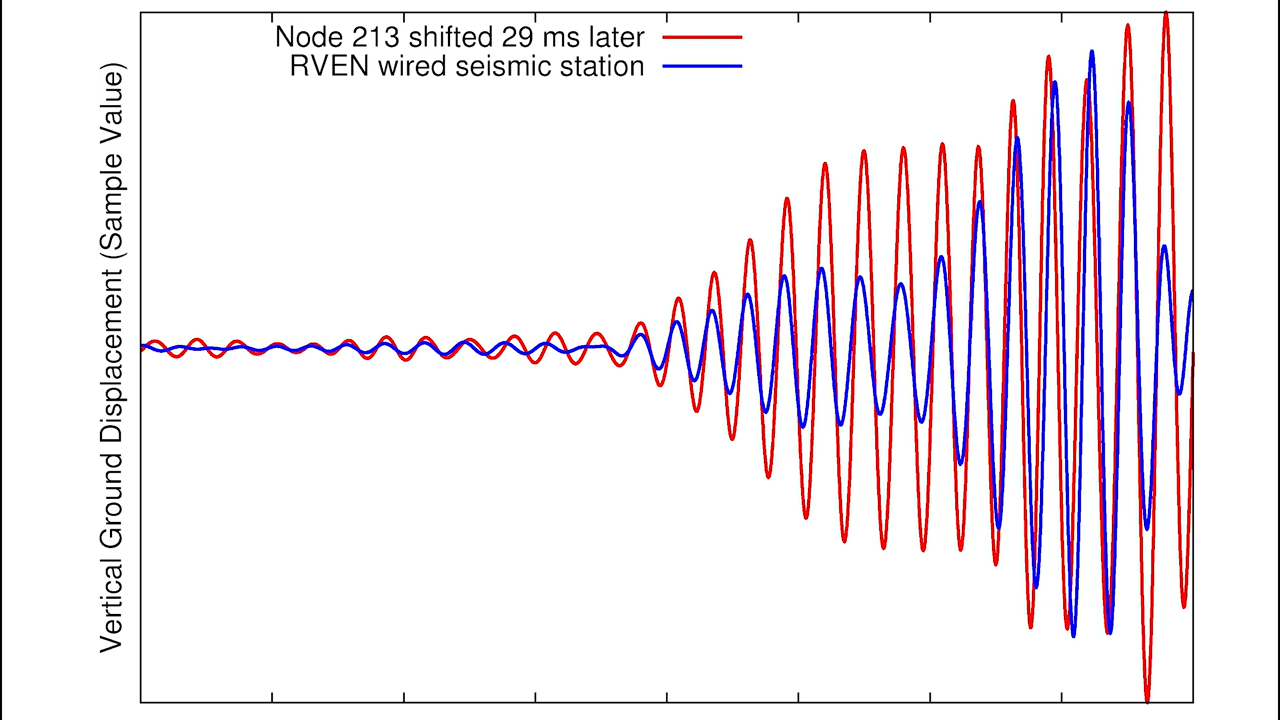 Node 213 shifted 29 ms later
RVEN wired seismic station
Vertical Ground Displacement (Sample Value)